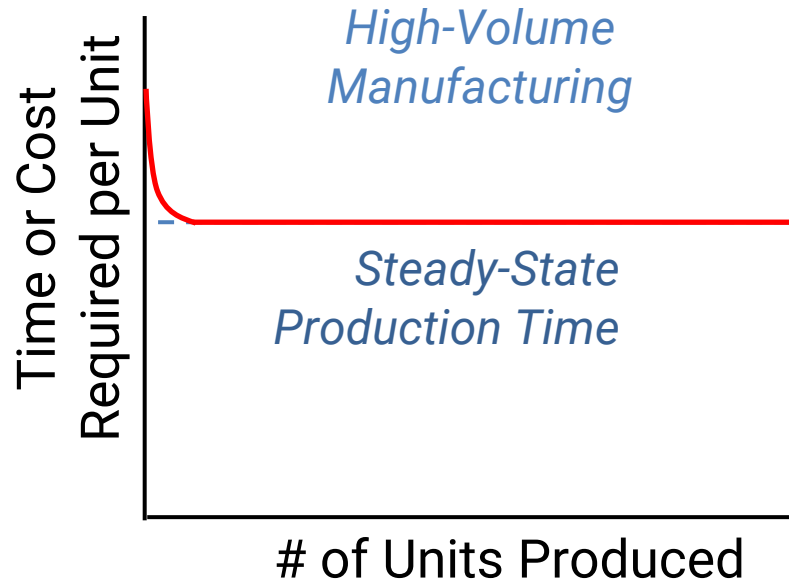 High-Volume
Manufacturing
Time or Cost
Required per Unit
Steady-State
Production Time
# of Units Produced